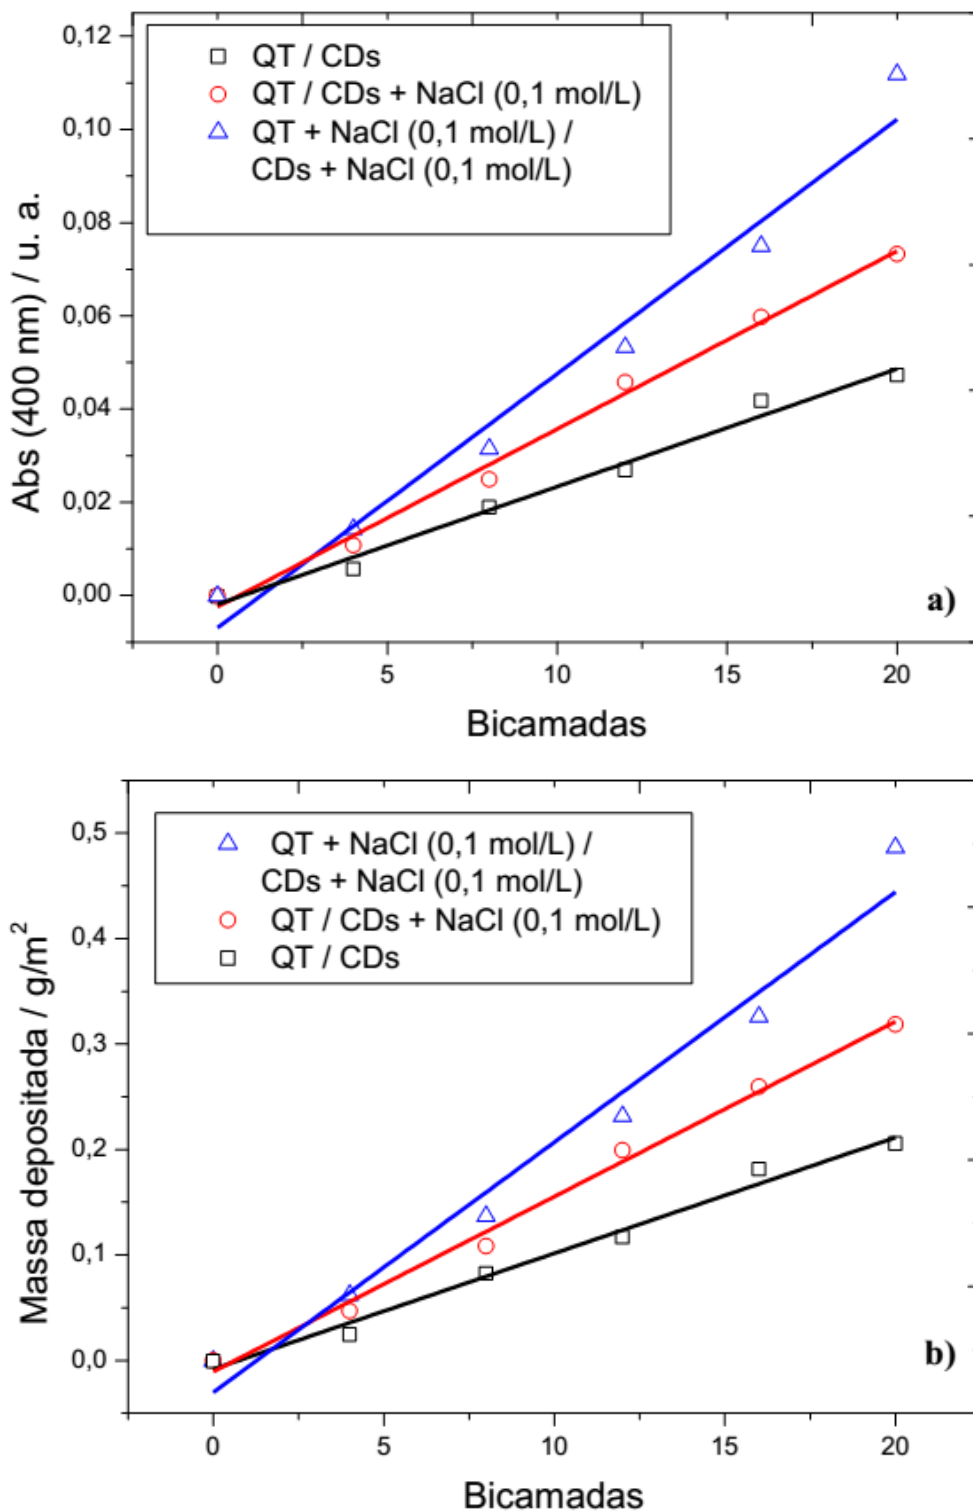 0,12
0,10
0,08
0,06
0,04
0,02
0,00
Abs (400 nm) / u. a.
QT / CDs
QT / CDs + NaCl (0,1 mol/L)
QT + NaCl (0,1 mol/L) /
CDs + NaCl (0,1 mol/L)
a)
0 5 10 15 20
Bicamadas
0,5
0,4
0,3
0,2
0,1
0,0
Massa depositada / g/m²
QT + NaCl (0,1 mol/L) /
CDs + NaCl (0,1 mol/L)
QT / CDs + NaCl (0,1 mol/L)
QT / CDs
b)
0 5 10 15 20
Bicamadas